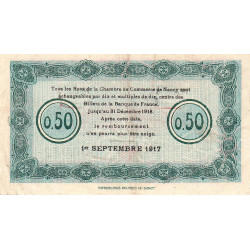 Tous les Bons de la Chambre de Commerce de Nancy sont
échangeables par dix et multiples de dix, contre des
Billets de la Banque de France,
jusqu'au 31 Décembre 1918.
Après cette date,
le remboursement
n'en pourra plus être exigé.
0.50
0.50
1er SEPTEMBRE 1917